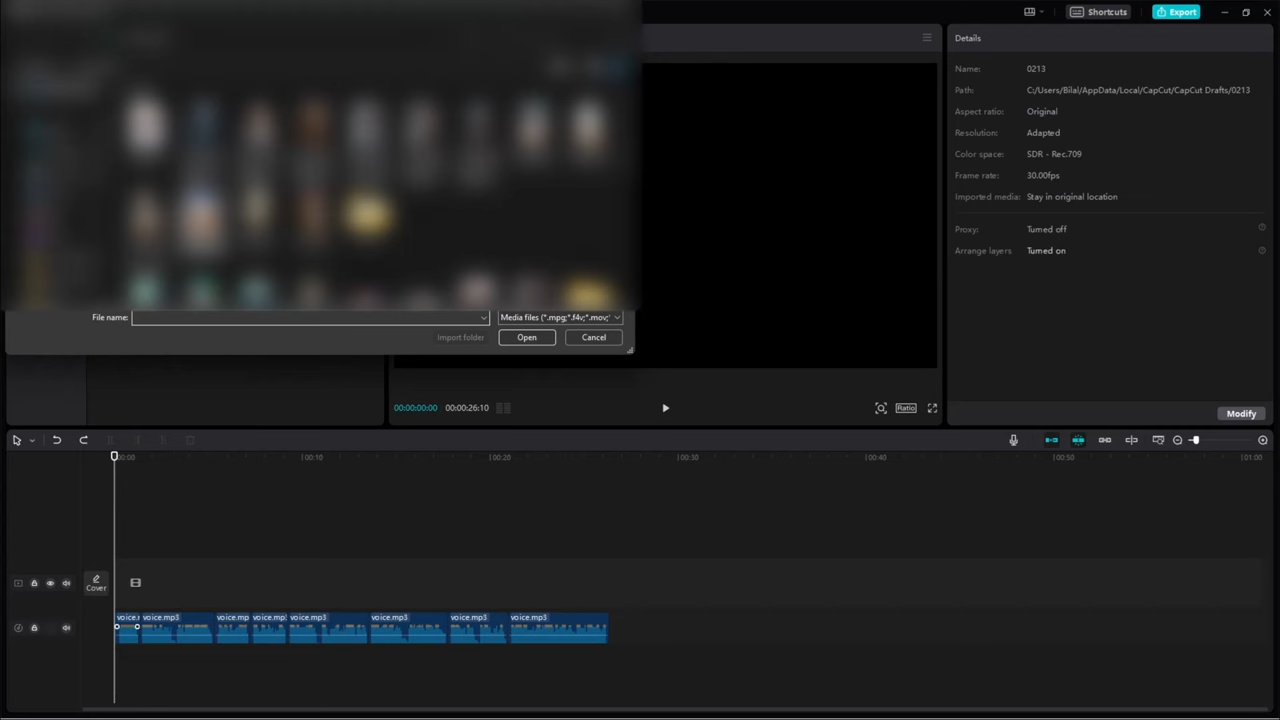 Shortcuts
Export
Details
Name: 0213
Path: C:/Users/Bilal/AppData/Local/CapCut/CapCut Drafts/0213
Aspect ratio: Original
Resolution: Adapted
Color space: SDR - Rec.709
Frame rate: 30.00fps
Imported media: Stay in original location
Proxy: Turned off
Arrange layers Turned on
File name: Media files (*.mpg;*.f4v;*.mov;*
Import folder Open Cancel
00:00:00:00 00:00:26:10
Ratio
Modify
00:00 00:10 00:20 00:30 00:40 00:50 01:00
Cover
voice.r voice.mp3 voice.mp voice.mp: voice.mp3 voice.mp3 voice.mp3 voice.mp3